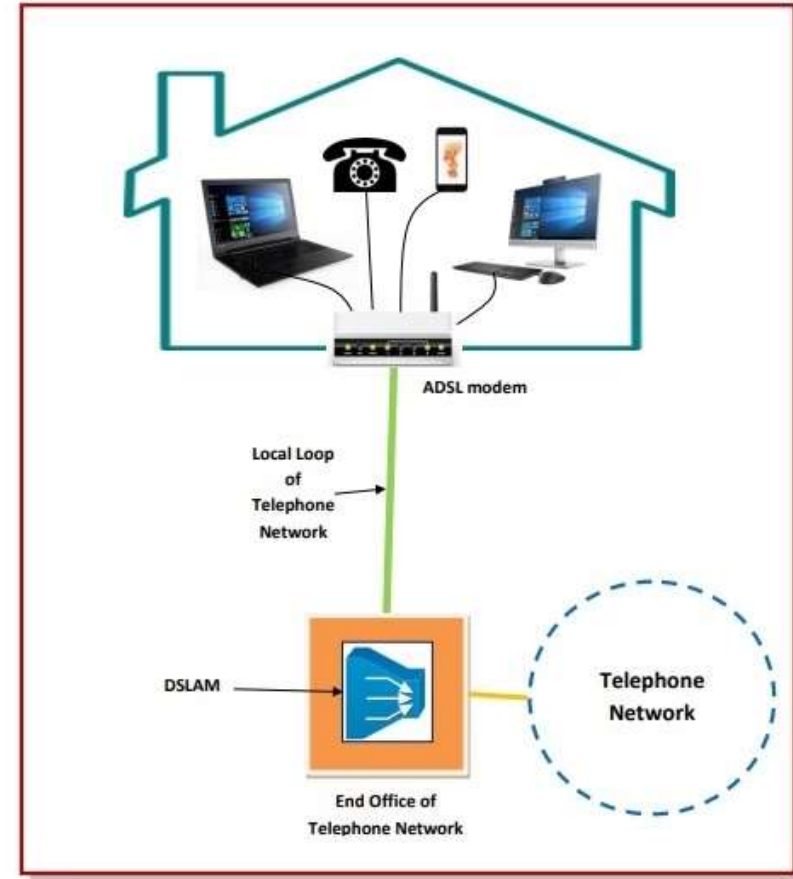 ADSL modem
Local Loop
of
Telephone
Network
DSLAM
Telephone
Network
End Office of
Telephone Network